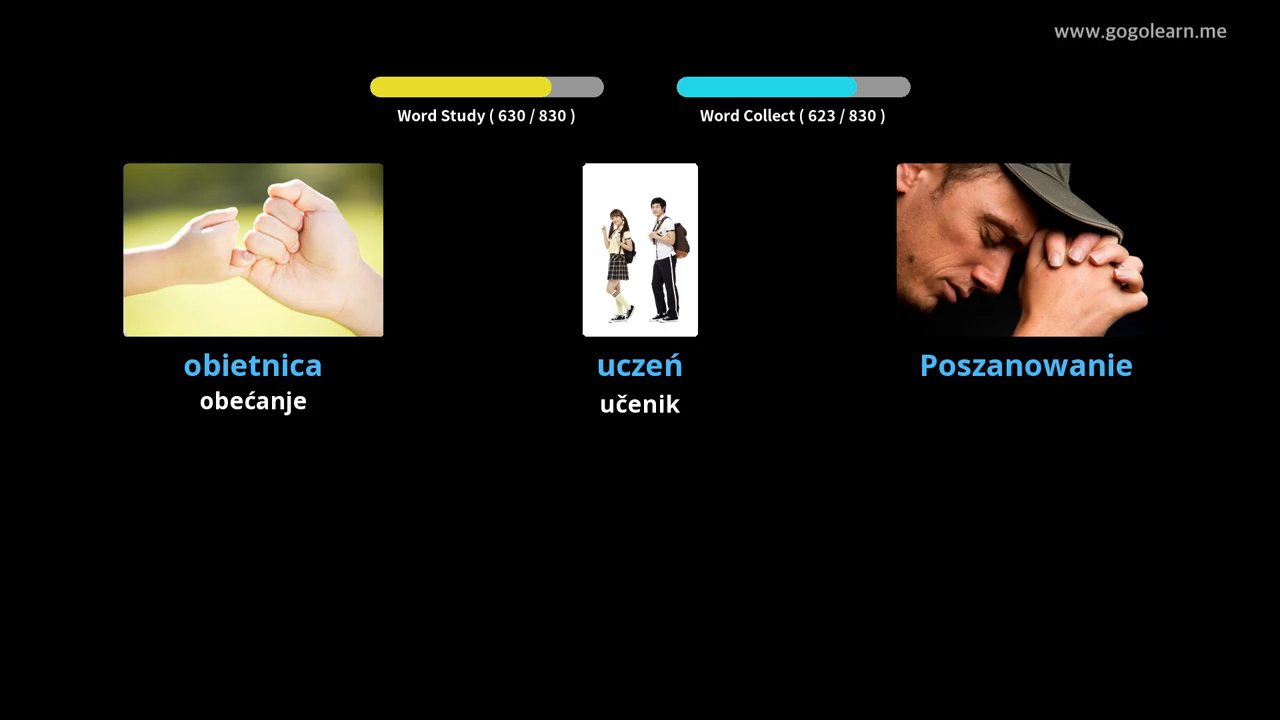 www.gogolearn.me
Word Study ( 630 / 830 )
Word Collect ( 623 / 830 )
obietnica
obećanje
uczeń
učenik
Poszanowanie